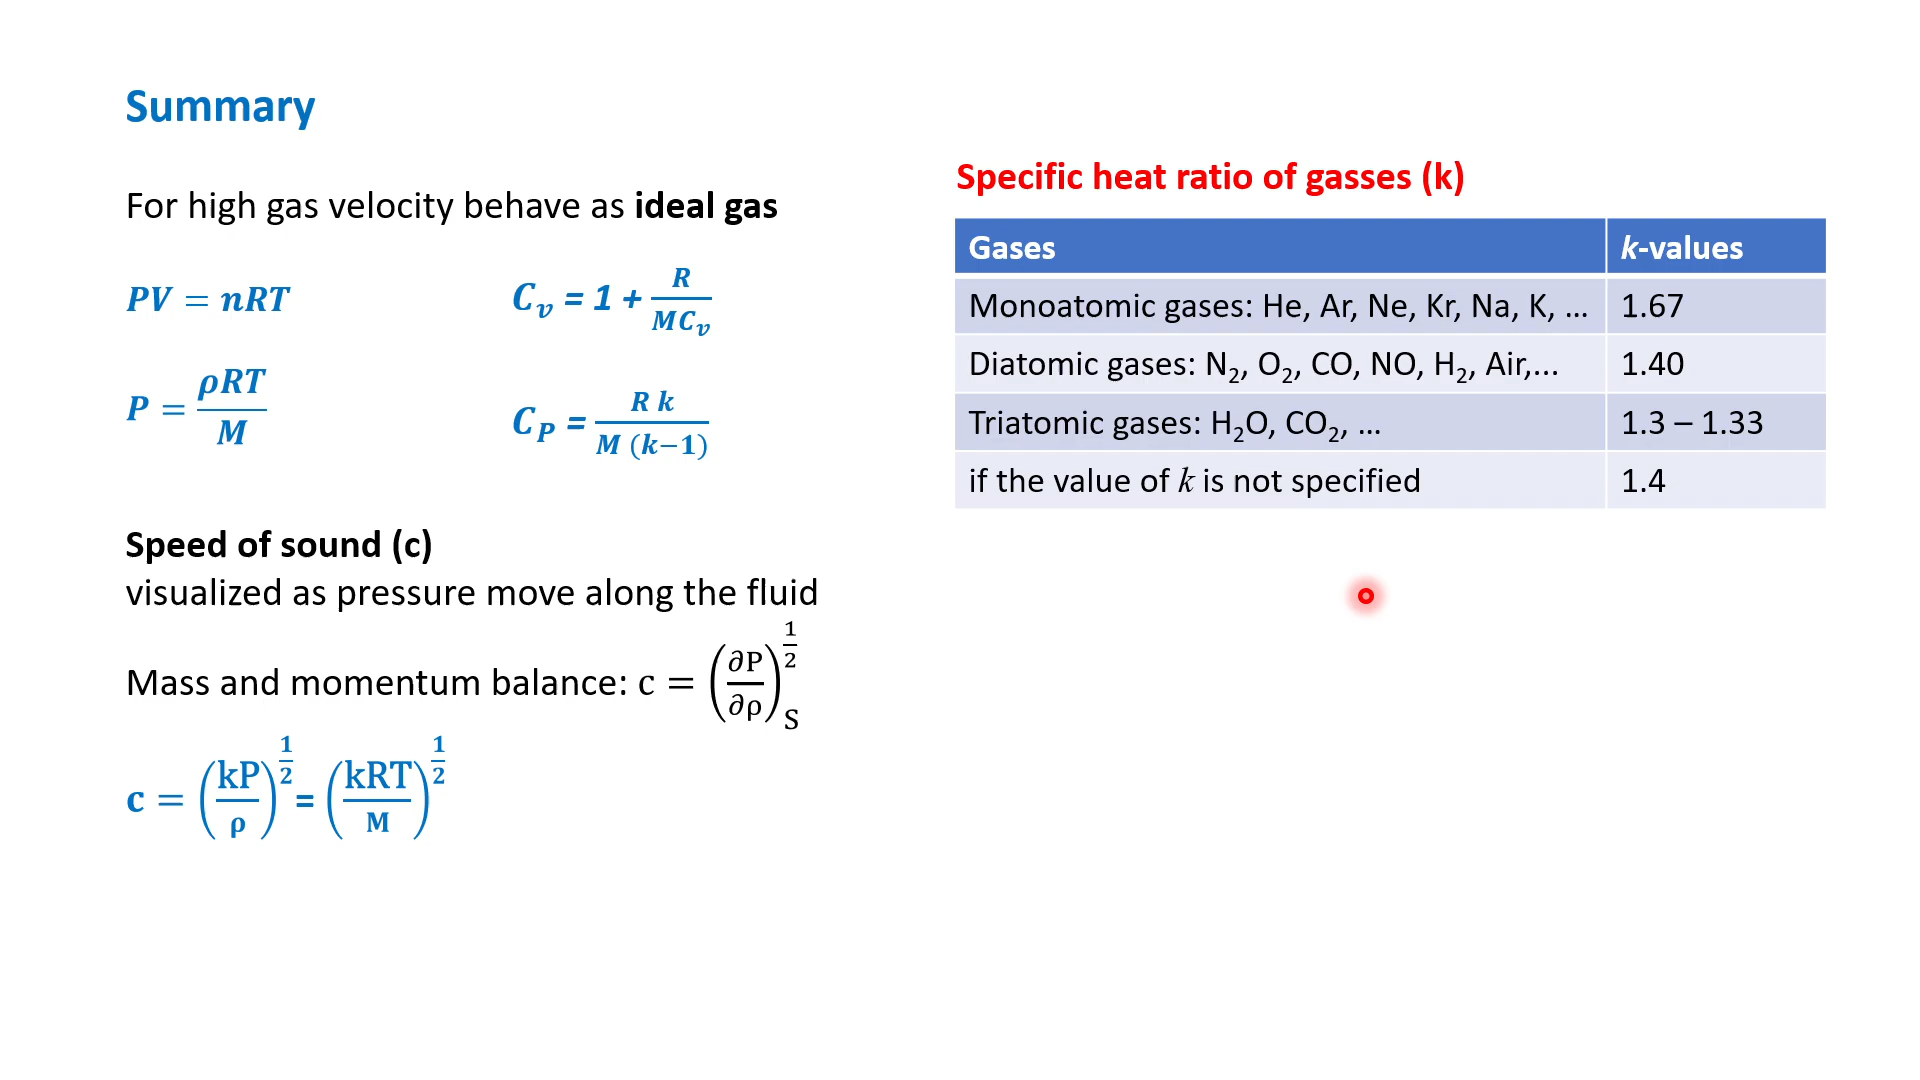 Summary
For high gas velocity behave as ideal gas
PV = nRT
C_v = 1 + R/(MC_v)
P = ρRT/M
C_P = R k/(M (k−1))
Speed of sound (c)
visualized as pressure move along the fluid
Mass and momentum balance: c = (∂P/∂ρ)_S^(1/2)
c = (kP/ρ)^(1/2) = (kRT/M)^(1/2)
Specific heat ratio of gasses (k)
Gases k-values
Monoatomic gases: He, Ar, Ne, Kr, Na, K, ... 1.67
Diatomic gases: N₂, O₂, CO, NO, H₂, Air,... 1.40
Triatomic gases: H₂O, CO₂, ... 1.3 – 1.33
if the value of k is not specified 1.4